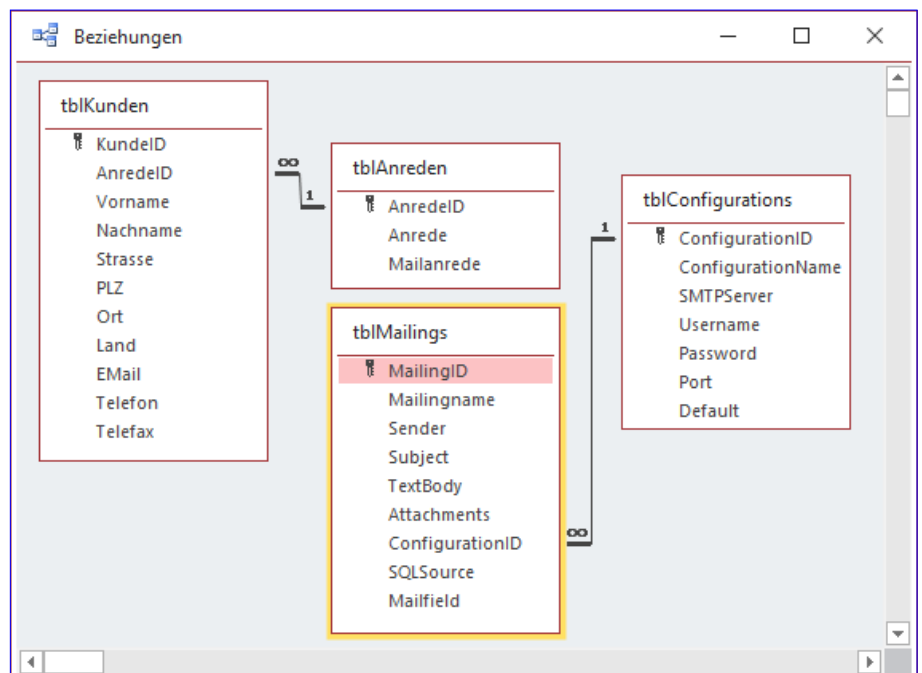 Beziehungen
tblKunden
KundeID
AnredeID
Vorname
Nachname
Strasse
PLZ
Ort
Land
EMail
Telefon
Telefax
∞
1
tblAnreden
AnredeID
Anrede
Mailanrede
tblMailings
MailingID
Mailingname
Sender
Subject
TextBody
Attachments
ConfigurationID
SQLSource
Mailfield
∞
1
tblConfigurations
ConfigurationID
ConfigurationName
SMTPServer
Username
Password
Port
Default